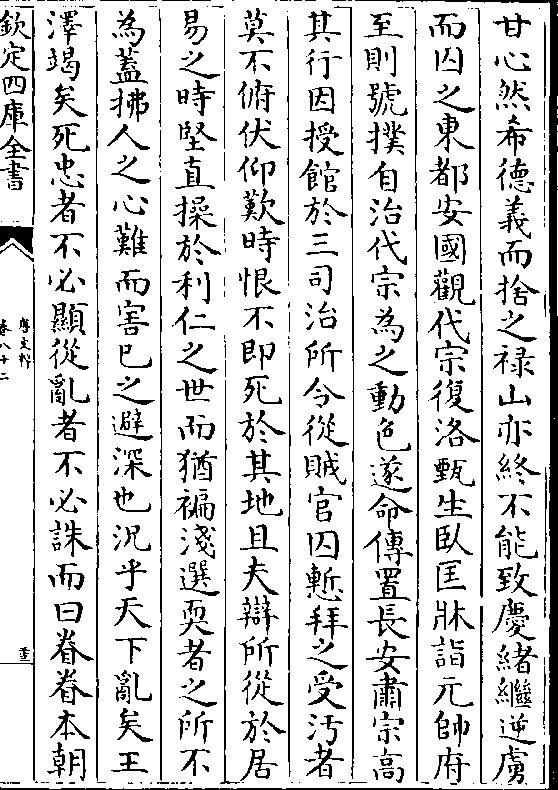 甘心然希德義而捨之祿山亦終不能致慶緒繼逆虜
而囚之東都安國觀代宗復洛甄生臥匡牀詣元帥府
至則號撲自治代宗為之動色遂命傳置長安肅宗高
其行因授館於三司治所令從賊官囚慙拜之受汚者
莫不俯伏仰歎時恨不即死於其地且夫辯所從於居
易之時堅直操於利仁之世而猶褊淺選耎者之所不
為蓋拂人之心難而害已之避深也况乎天下亂矣王
澤竭矣死忠者不必顯從亂者不必誅而曰眷眷本朝
欽定四庫全書
唐文粹
卷八十二